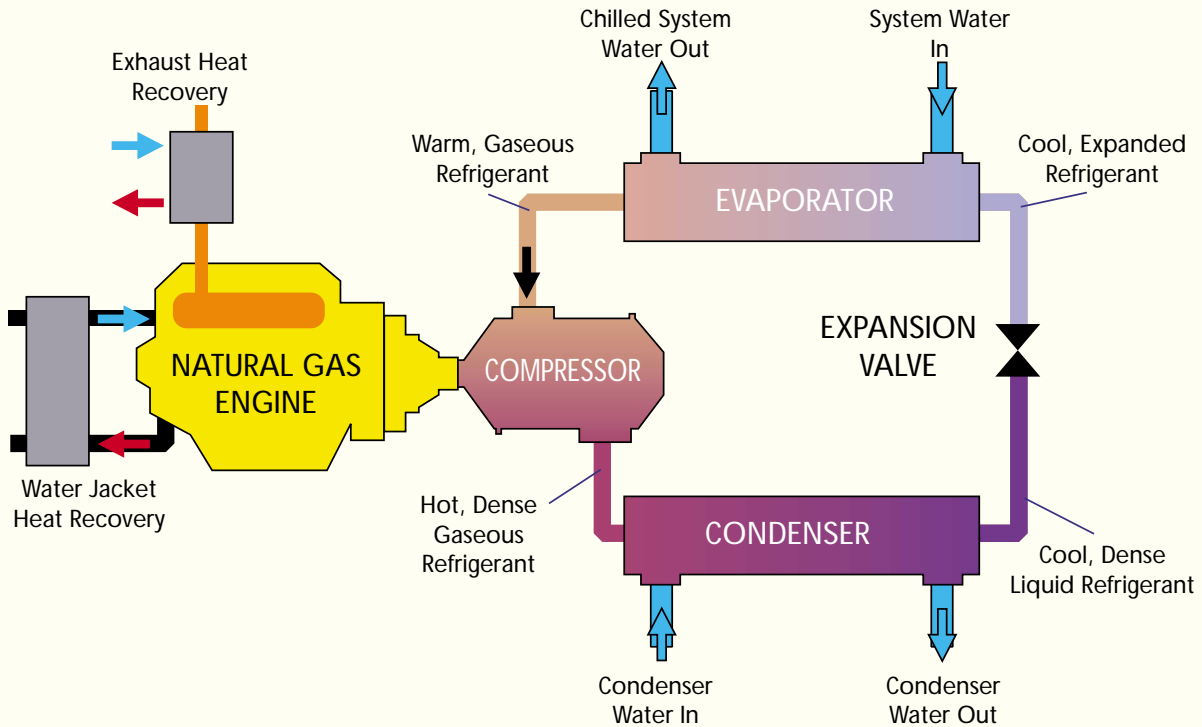 Chilled System
Water Out
System Water
In
Exhaust Heat
Recovery
Warm, Gaseous
Refrigerant
Cool, Expanded
Refrigerant
EVAPORATOR
EXPANSION
VALVE
NATURAL GAS
ENGINE
COMPRESSOR
Water Jacket
Heat Recovery
Hot, Dense
Gaseous
Refrigerant
CONDENSER
Cool, Dense
Liquid Refrigerant
Condenser
Water In
Condenser
Water Out